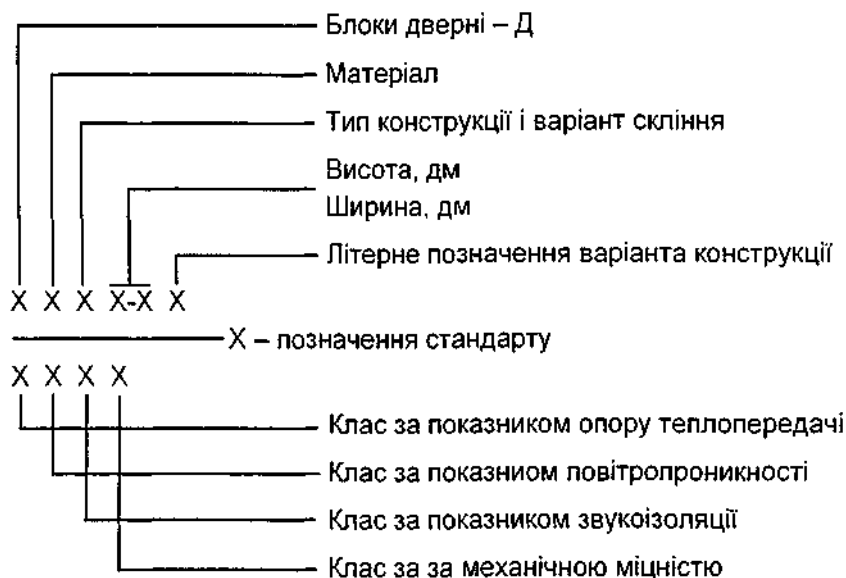 Блоки дверні – Д
Матеріал
Тип конструкції і варіант скління
Висота, дм
Ширина, дм
Літерне позначення варіанта конструкції
X X X X-X X
X – позначення стандарту
X X X X
Клас за показником опору теплопередачі
Клас за показниом повітропроникності
Клас за показником звукоізоляції
Клас за за механічною міцністю